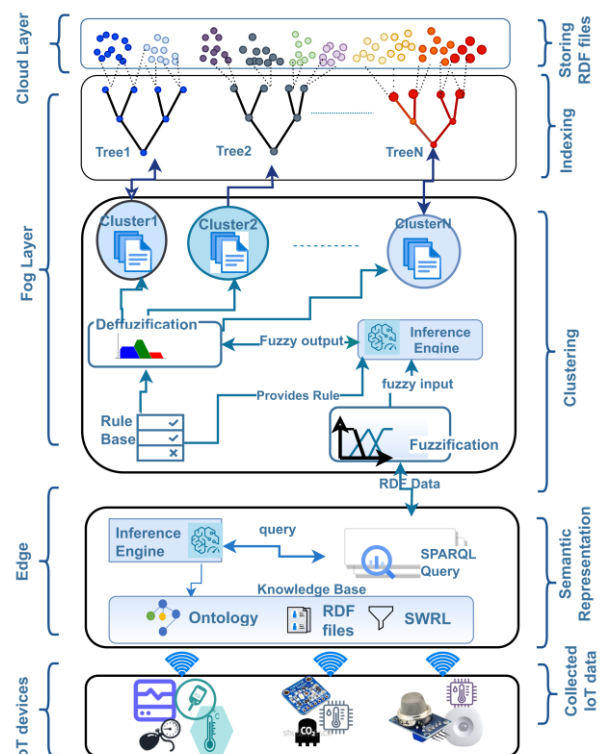 Cloud Layer
Storing
RDF files
Tree1
Tree2
TreeN
Indexing
Fog Layer
Cluster1
Cluster2
ClusterN
Deffuzification
Fuzzy output
Inference
Engine
Provides Rule
fuzzy input
Rule
Base
Fuzzification
Clustering
RDF Data
Edge
Inference
Engine
query
SPARQL
Query
Knowledge Base
Ontology
RDF
files
SWRL
Semantic
Representation
IoT devices
C
CO2
Collected
IoT data